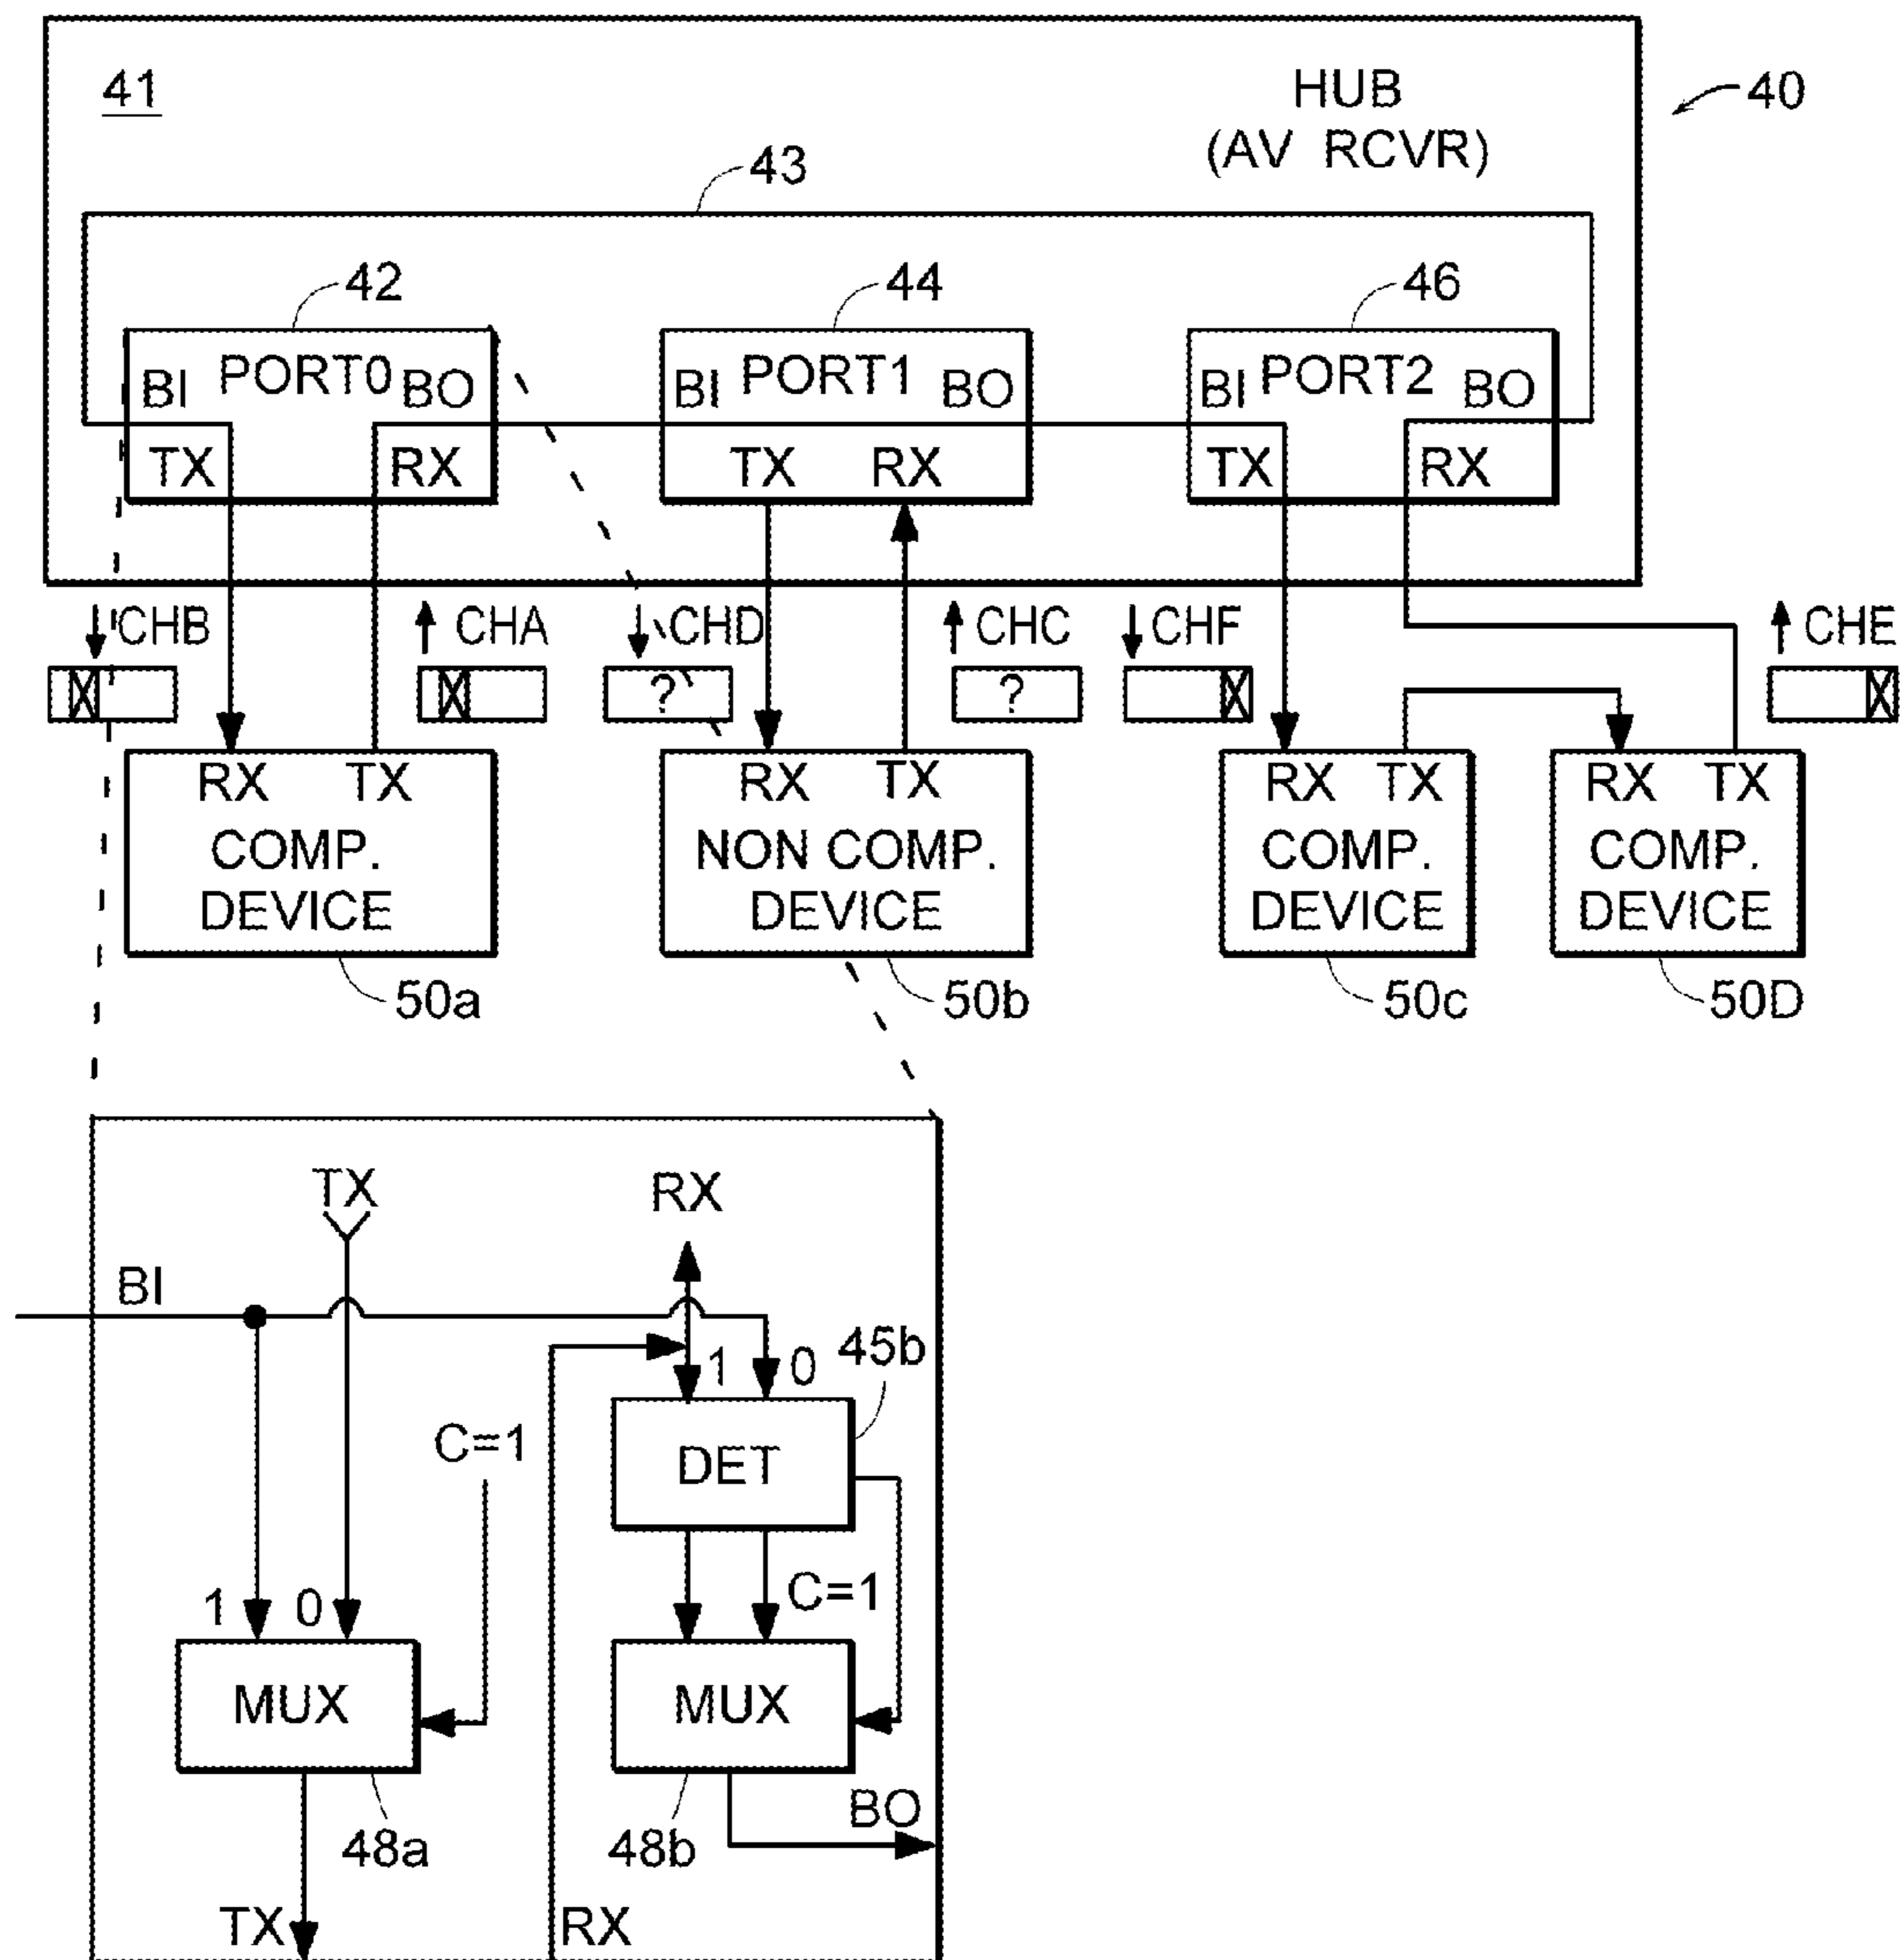 41
HUB
(AV RCVR)
40
43
42
44
46
BI PORT0 BO
TX RX
BI PORT1 BO
TX RX
BI PORT2 BO
TX RX
CHB
CHA
CHD
CHC
CHF
CHE
X
X
?
?
X
X
RX TX
COMP.
DEVICE
RX TX
NON COMP.
DEVICE
RX TX
COMP.
DEVICE
RX TX
COMP.
DEVICE
50a
50b
50c
50D
TX
RX
BI
1
0
45b
DET
C=1
1
0
C=1
MUX
MUX
BO
48a
48b
TX
RX